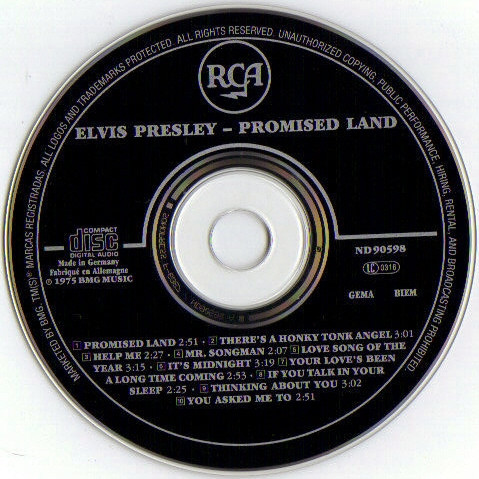 MARKETED BY BMG. TM(S)® MARCAS REGISTRADAS. ALL LOGOS AND TRADEMARKS PROTECTED. ALL RIGHTS RESERVED. UNAUTHORIZED COPYING, PUBLIC PERFORMANCE, HIRING, RENTAL, AND BROADCASTING PROHIBITED.
RCA
ELVIS PRESLEY – PROMISED LAND
COMPACT
disc
DIGITAL AUDIO
Made in Germany
Fabriqué en Allemagne
℗ 1975 BMG MUSIC
ND 90598
LC 0316
GEMA BIEM
1 PROMISED LAND 2:51 · 2 THERE'S A HONKY TONK ANGEL 3:01
3 HELP ME 2:27 · 4 MR. SONGMAN 2:07 5 LOVE SONG OF THE
YEAR 3:15 · 6 IT'S MIDNIGHT 3:19 7 YOUR LOVE'S BEEN
A LONG TIME COMING 2:53 · 8 IF YOU TALK IN YOUR
SLEEP 2:25 · 9 THINKING ABOUT YOU 3:02
10 YOU ASKED ME TO 2:51